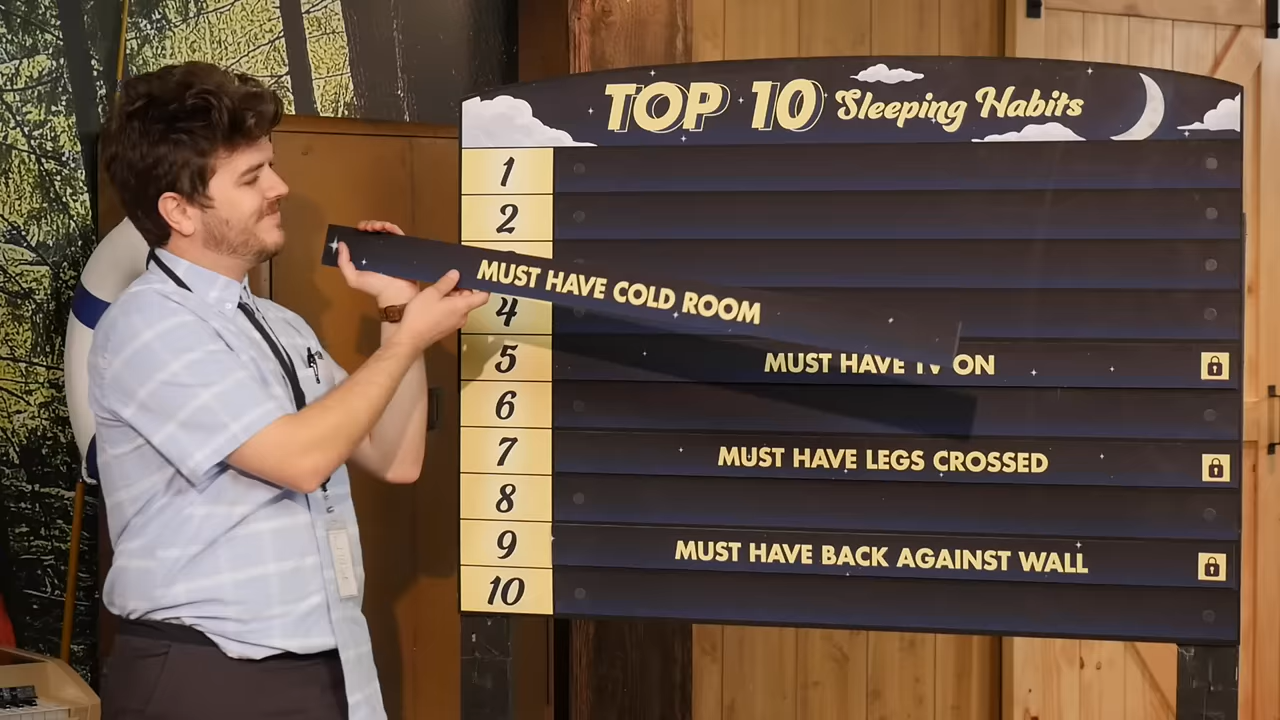 TOP 10 Sleeping Habits
1
2
MUST HAVE COLD ROOM
4
5 MUST HAVE TV ON
6
7 MUST HAVE LEGS CROSSED
8
9 MUST HAVE BACK AGAINST WALL
10